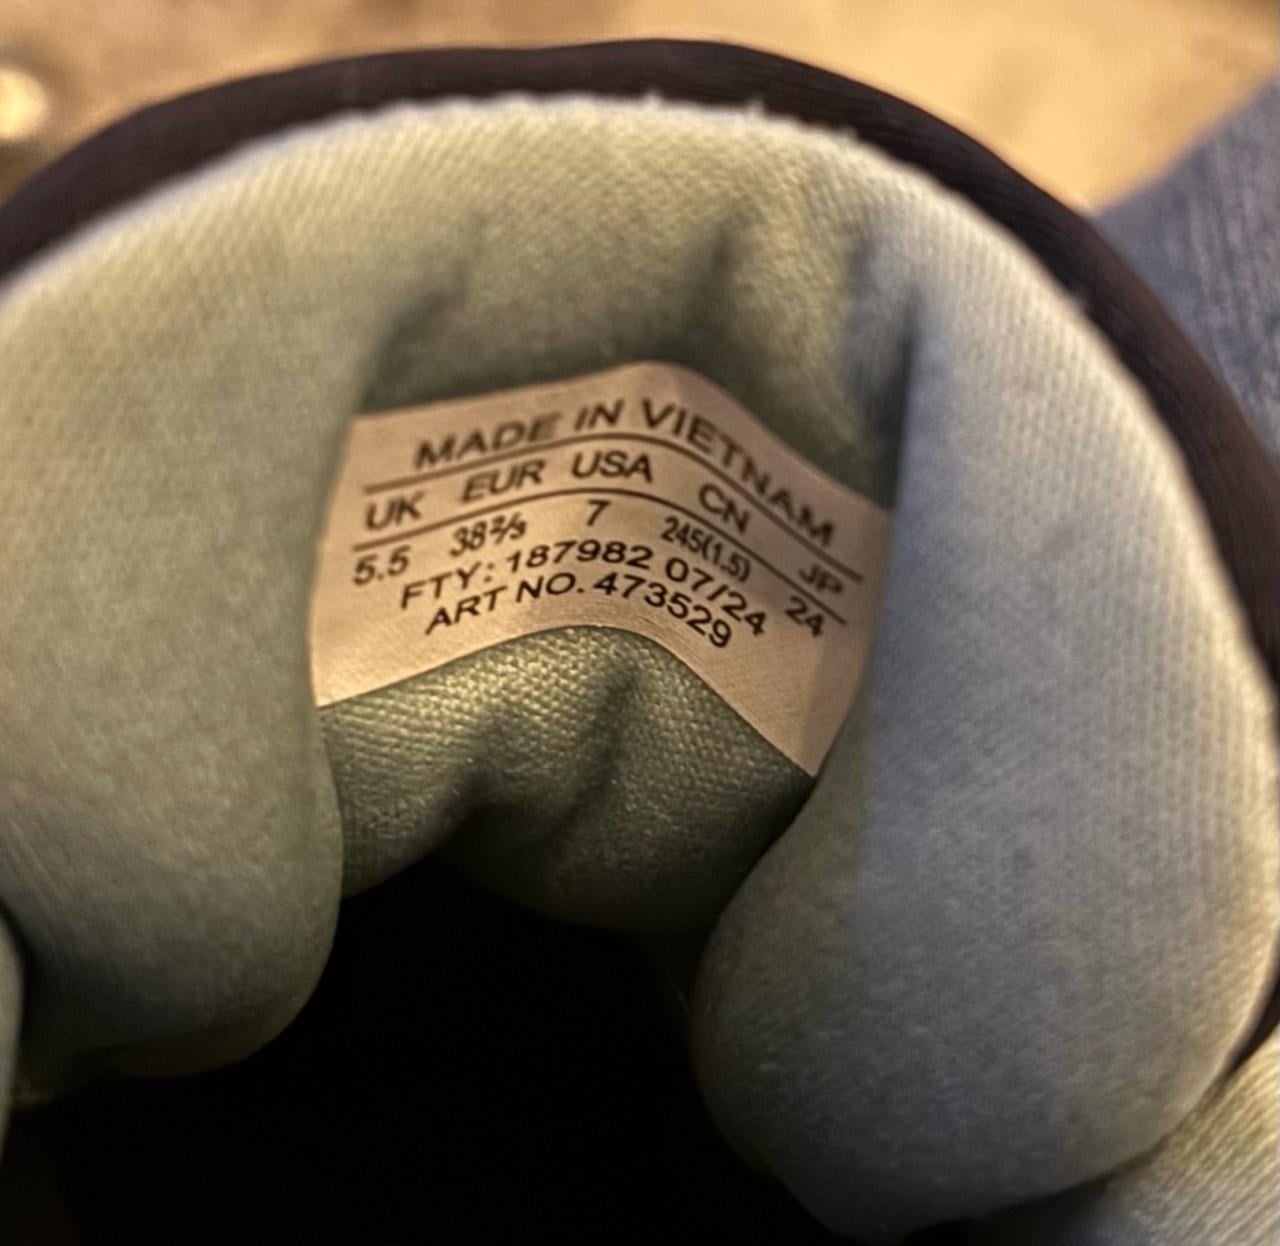 MADE IN VIETNAM
UK EUR USA CN JP
5.5 38⅔ 7 245(1.5) 24
FTY: 187982 07/24
ART NO. 473529